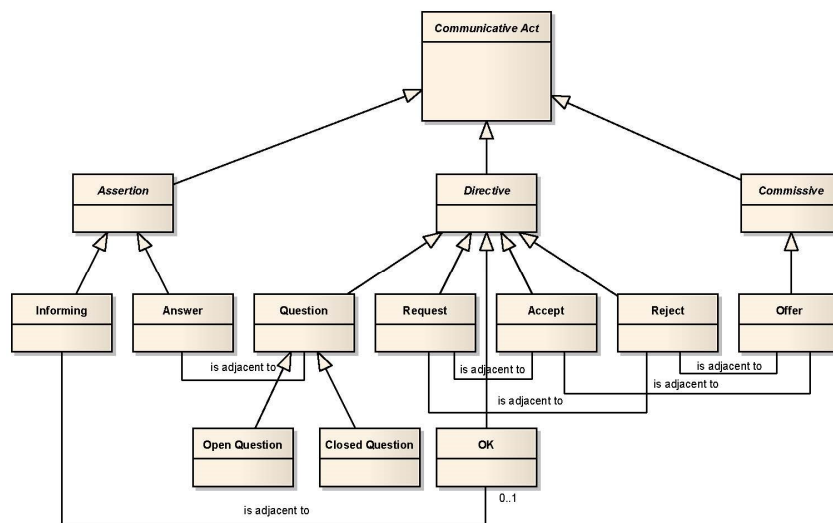 Communicative Act
Assertion
Directive
Commissive
Informing
Answer
Question
Request
Accept
Reject
Offer
is adjacent to
is adjacent to
is adjacent to
is adjacent to
is adjacent to
Open Question
Closed Question
OK
0..1
is adjacent to